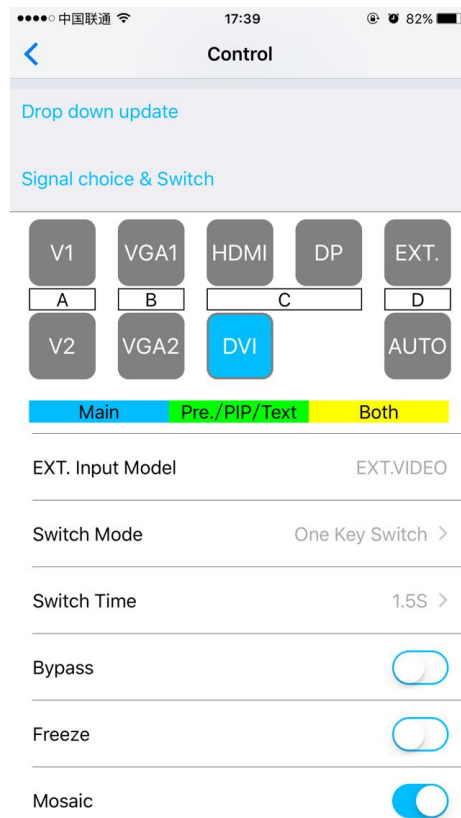 中国联通 17:39 82%
Control
Drop down update
Signal choice & Switch
V1 VGA1 HDMI DP EXT.
A B C D
V2 VGA2 DVI AUTO
Main Pre./PIP/Text Both
EXT. Input Model EXT.VIDEO
Switch Mode One Key Switch >
Switch Time 1.5S >
Bypass
Freeze
Mosaic